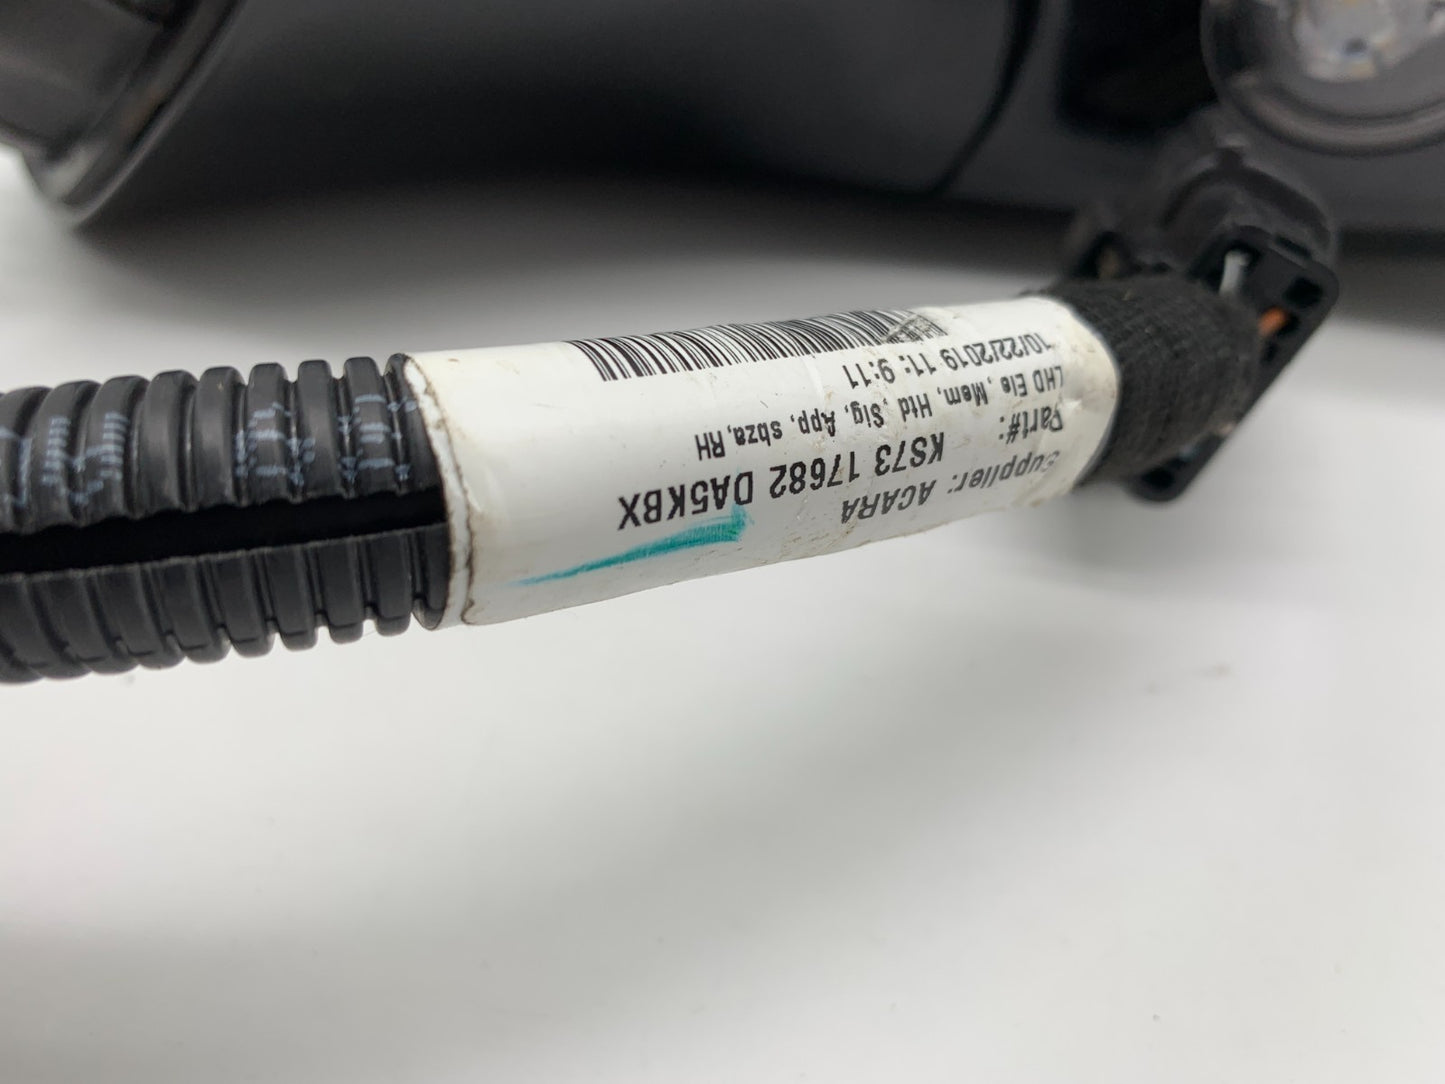 Supplier: ACARA
Part#: KS73 17682 DA5KBX
LHD Ele, Mem, Htd, Sig, App, sbza,RH
10/22/2019 11: 9:11